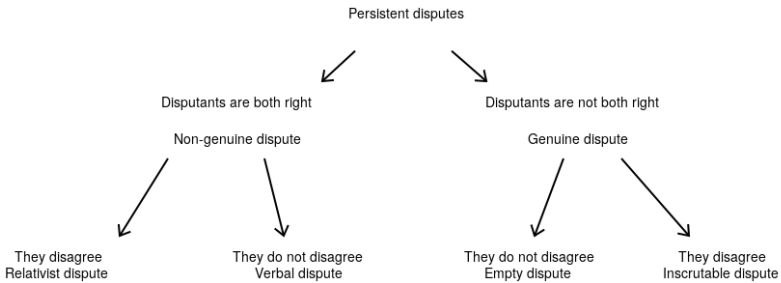 Persistent disputes
Disputants are both right
Disputants are not both right
Non-genuine dispute
Genuine dispute
They disagree
Relativist dispute
They do not disagree
Verbal dispute
They do not disagree
Empty dispute
They disagree
Inscrutable dispute